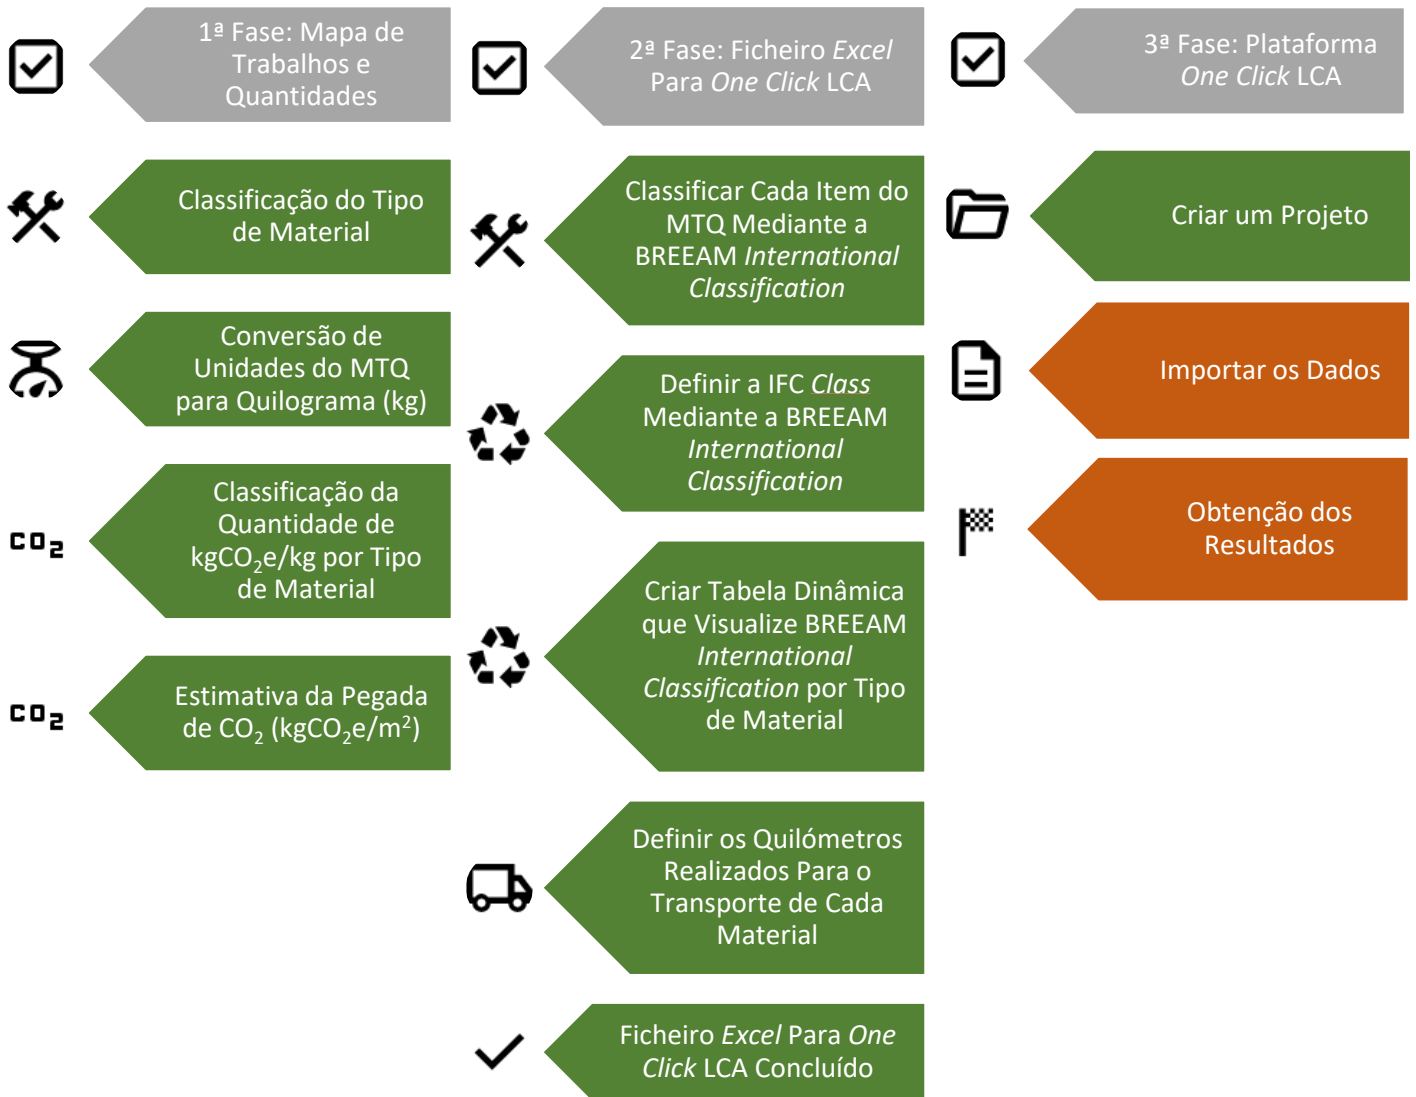 1ª Fase: Mapa de
Trabalhos e
Quantidades
Classificação do Tipo
de Material
Conversão de
Unidades do MTQ
para Quilograma (kg)
Classificação da
Quantidade de
kgCO₂e/kg por Tipo
de Material
CO₂
Estimativa da Pegada
de CO₂ (kgCO₂e/m²)
CO₂
2ª Fase: Ficheiro Excel
Para One Click LCA
Classificar Cada Item do
MTQ Mediante a
BREEAM International
Classification
Definir a IFC Class
Mediante a BREEAM
International
Classification
Criar Tabela Dinâmica
que Visualize BREEAM
International
Classification por Tipo
de Material
Definir os Quilómetros
Realizados Para o
Transporte de Cada
Material
Ficheiro Excel Para One
Click LCA Concluído
3ª Fase: Plataforma
One Click LCA
Criar um Projeto
Importar os Dados
Obtenção dos
Resultados